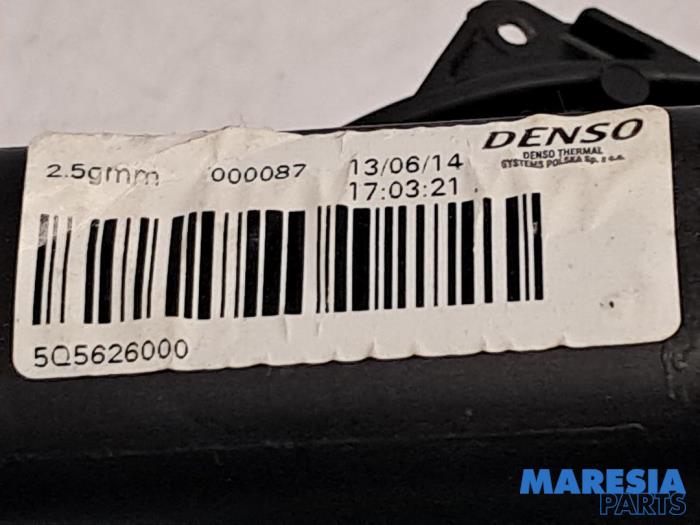 2.5gmm 000087 13/06/14 DENSO
17:03:21 DENSO THERMAL
SYSTEMS POLSKA Sp. z o.o.
5Q5626000
MARESIA
PARTS